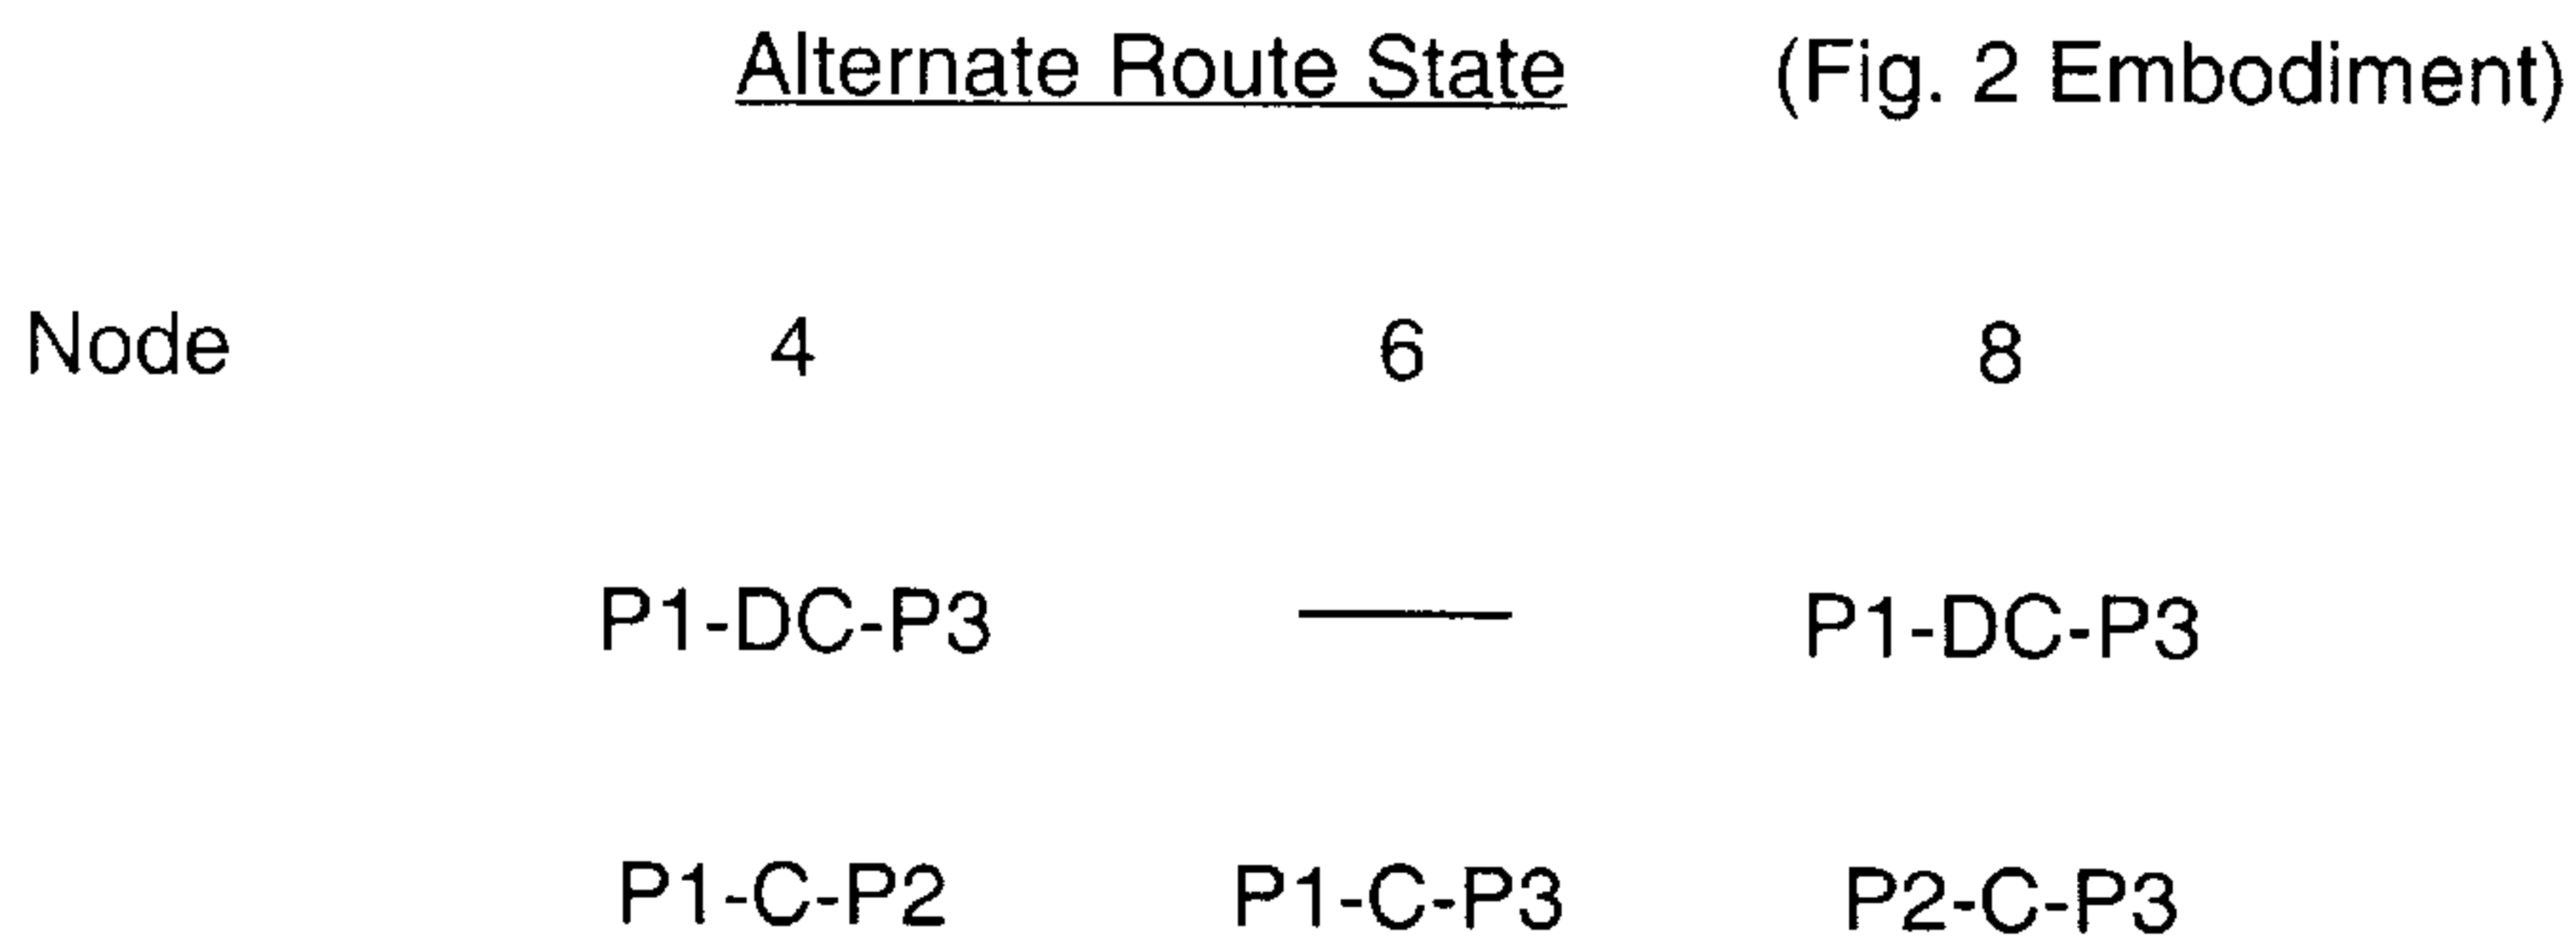 Alternate Route State (Fig. 2 Embodiment)
Node 4 6 8
P1-DC-P3 — P1-DC-P3
P1-C-P2 P1-C-P3 P2-C-P3